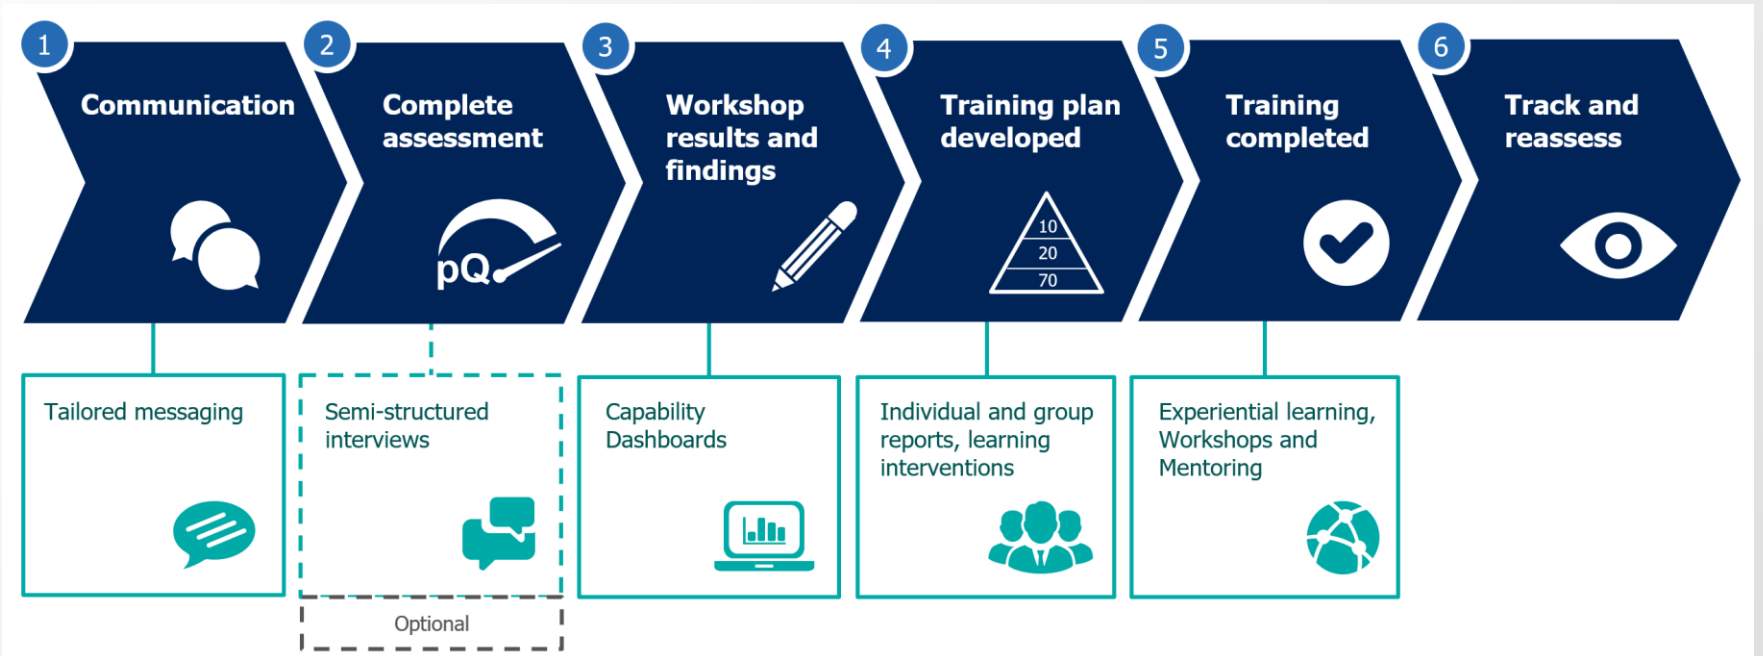 1
Communication
2
Complete
assessment
pQ
3
Workshop
results and
findings
4
Training plan
developed
10
20
70
5
Training
completed
6
Track and
reassess
Tailored messaging
Semi-structured
interviews
Optional
Capability
Dashboards
Individual and group
reports, learning
interventions
Experiential learning,
Workshops and
Mentoring